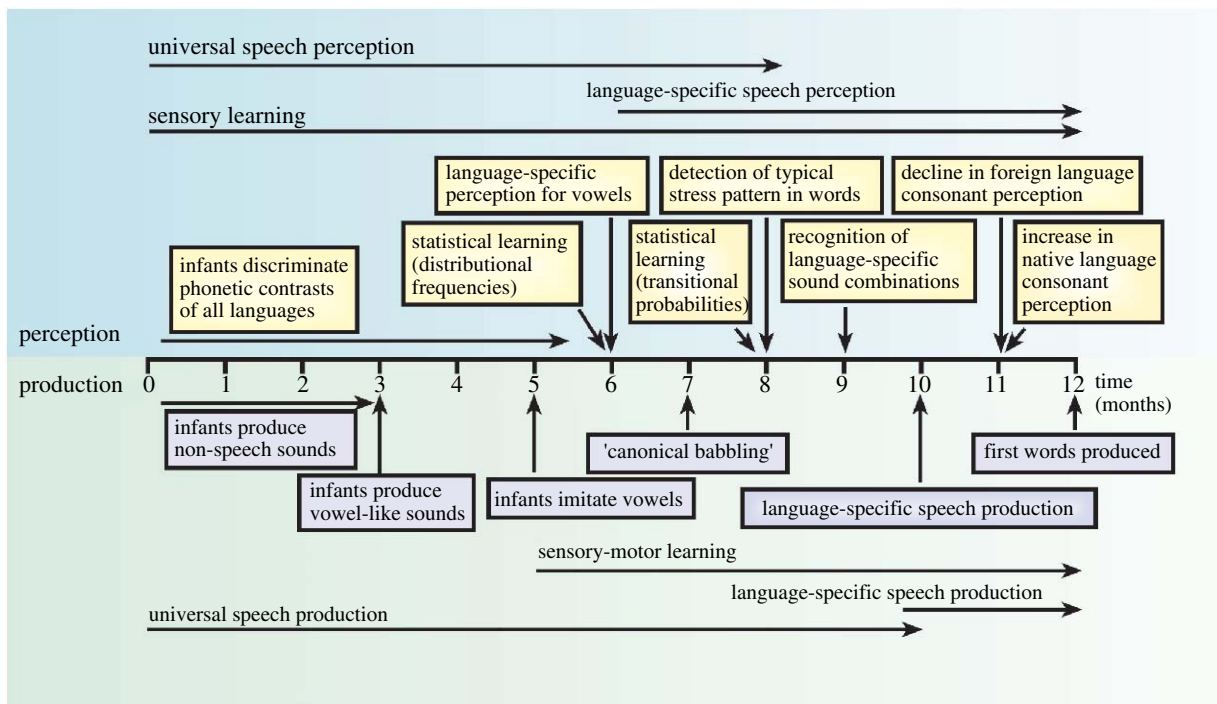 universal speech perception
language-specific speech perception
sensory learning
language-specific
perception for vowels
detection of typical
stress pattern in words
decline in foreign language
consonant perception
statistical learning
(distributional
frequencies)
statistical
learning
(transitional
probabilities)
recognition of
language-specific
sound combinations
increase in
native language
consonant
perception
infants discriminate
phonetic contrasts
of all languages
perception
production
0 1 2 3 4 5 6 7 8 9 10 11 12
time
(months)
infants produce
non-speech sounds
infants produce
vowel-like sounds
infants imitate vowels
'canonical babbling'
language-specific speech production
first words produced
sensory-motor learning
language-specific speech production
universal speech production